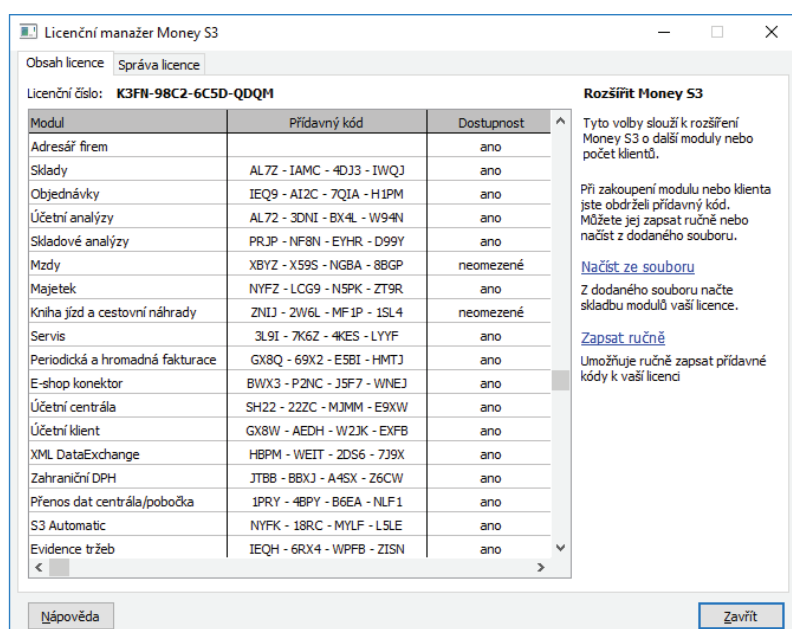 Licenční manažer Money S3
Obsah licence Správa licence
Licenční číslo: K3FN-98C2-6C5D-QDQM
Modul Přídavný kód Dostupnost
Adresář firem ano
Sklady AL7Z - IAMC - 4DJ3 - IWQJ ano
Objednávky IEQ9 - AI2C - 7QIA - H1PM ano
Účetní analýzy AL72 - 3DNI - BX4L - W94N ano
Skladové analýzy PRJP - NF8N - EYHR - D99Y ano
Mzdy XBYZ - X59S - NGBA - 8BGP neomezené
Majetek NYFZ - LCG9 - N5PK - ZT9R ano
Kniha jízd a cestovní náhrady ZNIJ - 2W6L - MF1P - 1SL4 neomezené
Servis 3L9I - 7K6Z - 4KES - LYYF ano
Periodická a hromadná fakturace GX8Q - 69X2 - E5BI - HMTJ ano
E-shop konektor BWX3 - P2NC - J5F7 - WNEJ ano
Účetní centrála SH22 - 22ZC - MJMM - E9XW ano
Účetní klient GX8W - AEDH - W2JK - EXFB ano
XML DataExchange HBPM - WEIT - 2DS6 - 7J9X ano
Zahraniční DPH JTBB - BBXJ - A4SX - Z6CW ano
Přenos dat centrála/pobočka 1PRY - 4BPY - B6EA - NLF1 ano
S3 Automatic NYFK - 18RC - MYLF - L5LE ano
Evidence tržeb IEQH - 6RX4 - WPFB - ZISN ano
Rozšířit Money S3
Tyto volby slouží k rozšíření
Money S3 o další moduly nebo
počet klientů.
Při zakoupení modulu nebo klienta
jste obdrželi přídavný kód.
Můžete jej zapsat ručně nebo
načíst z dodaného souboru.
Načíst ze souboru
Z dodaného souboru načte
skladbu modulů vaší licence.
Zapsat ručně
Umožňuje ručně zapsat přídavné
kódy k vaší licenci
Nápověda Zavřít